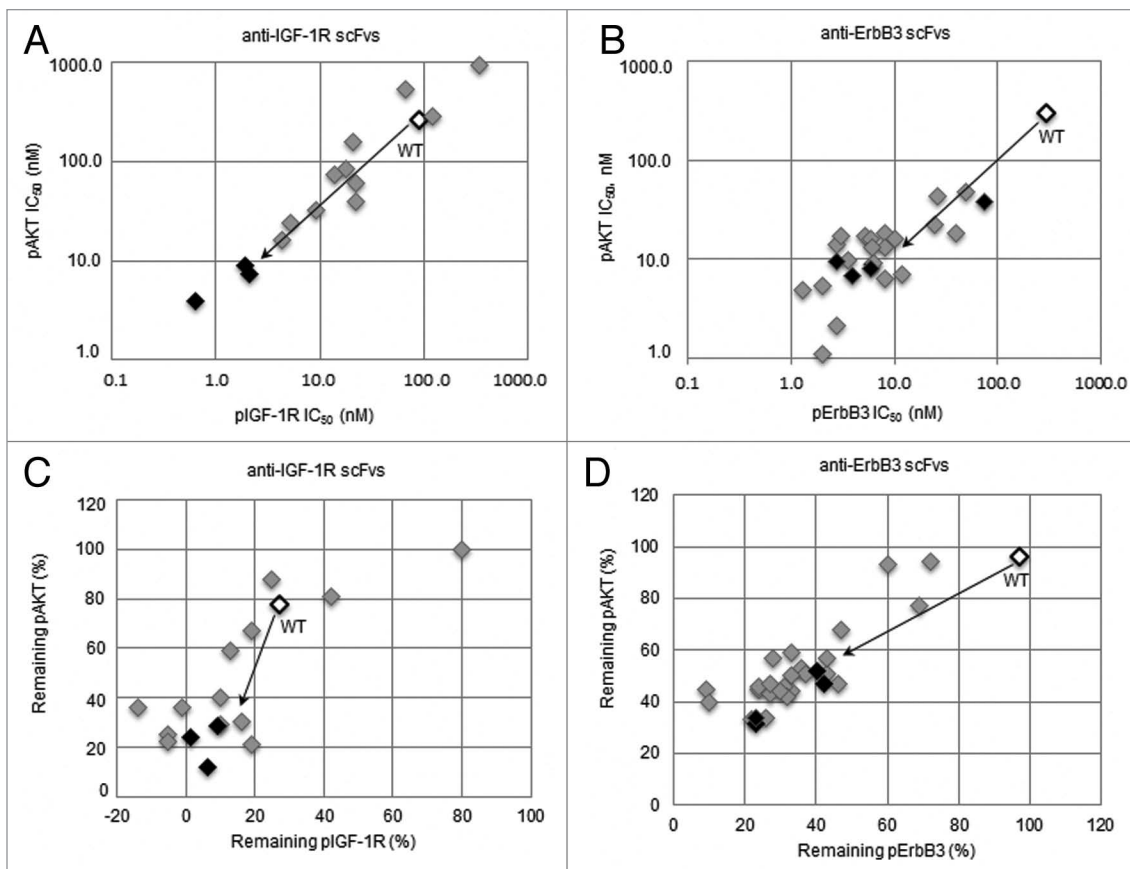 A
anti-IGF-1R scFvs
pAKT IC₅₀ (nM)
1000.0
100.0
10.0
1.0
WT
0.1 1.0 10.0 100.0 1000.0
pIGF-1R IC₅₀ (nM)
B
anti-ErbB3 scFvs
pAKT IC₅₀, nM
1000.0
100.0
10.0
1.0
WT
0.1 1.0 10.0 100.0 1000.0
pErbB3 IC₅₀ (nM)
C
anti-IGF-1R scFvs
Remaining pAKT (%)
120
100
80
60
40
20
0
WT
-20 0 20 40 60 80 100
Remaining pIGF-1R (%)
D
anti-ErbB3 scFvs
Remaining pAKT (%)
120
100
80
60
40
20
0
WT
0 20 40 60 80 100 120
Remaining pErbB3 (%)